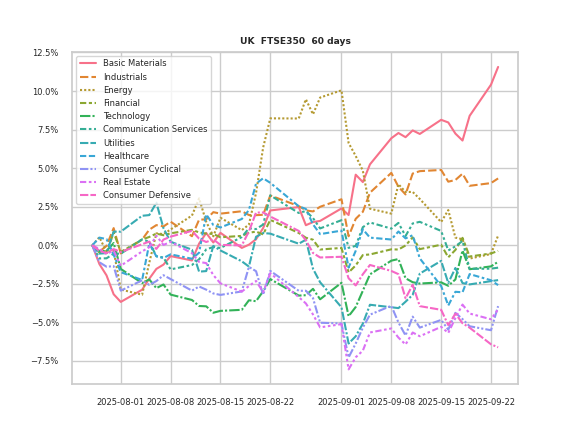 UK FTSE350 60 days
12.5%
10.0%
7.5%
5.0%
2.5%
0.0%
−2.5%
−5.0%
−7.5%
Basic Materials
Industrials
Energy
Financial
Technology
Communication Services
Utilities
Healthcare
Consumer Cyclical
Real Estate
Consumer Defensive
2025-08-01 2025-08-08 2025-08-15 2025-08-22 2025-09-01 2025-09-08 2025-09-15 2025-09-22